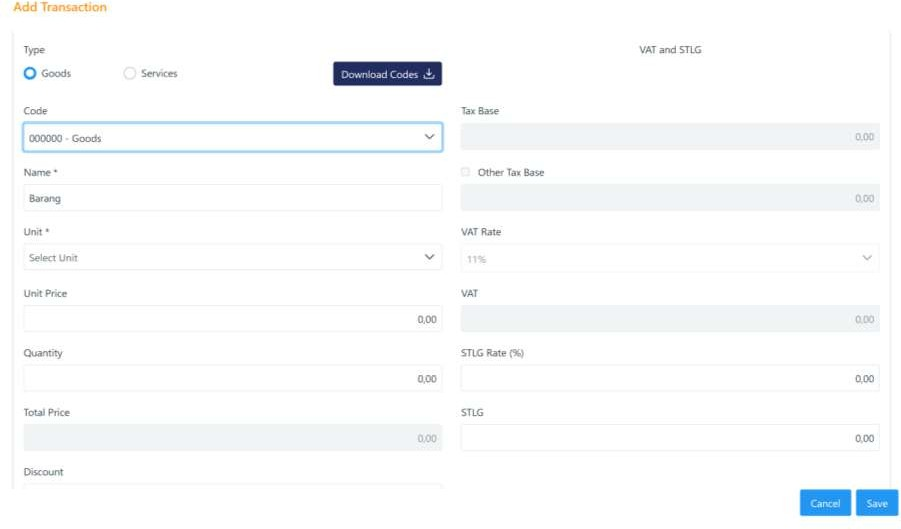 Add Transaction
Type
VAT and STLG
Goods
Services
Download Codes
Code
Tax Base
000000 - Goods
0,00
Name *
Other Tax Base
Barang
0,00
Unit *
VAT Rate
Select Unit
11%
Unit Price
VAT
0,00
0,00
Quantity
STLG Rate (%)
0,00
0,00
Total Price
STLG
0,00
0,00
Discount
Cancel
Save